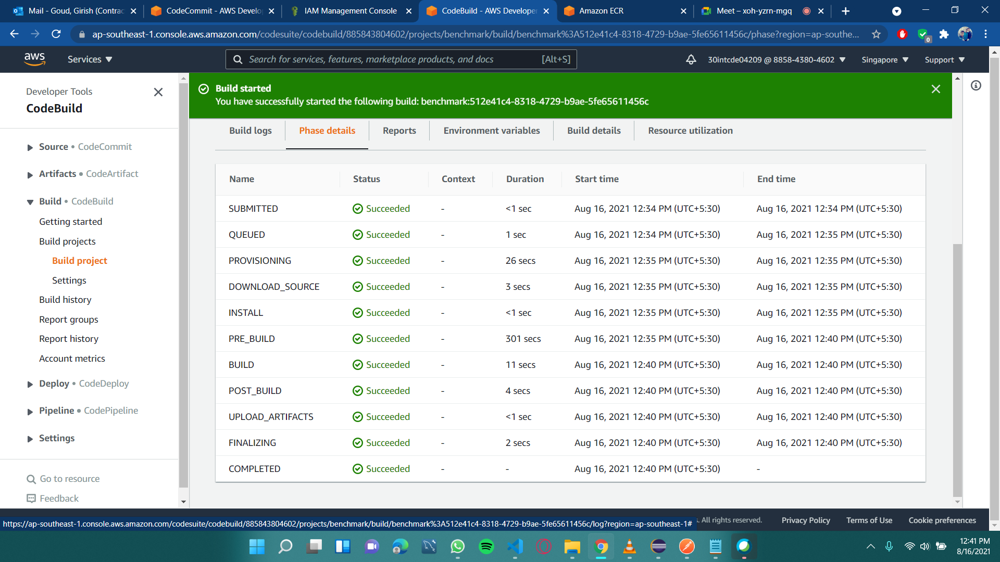 Mail - Goud, Girish (Contrac
CodeCommit - AWS Develo
IAM Management Console
CodeBuild - AWS Developer
Amazon ECR
Meet – xoh-yzrn-mgq
ap-southeast-1.console.aws.amazon.com/codesuite/codebuild/885843804602/projects/benchmark/build/benchmark%3A512e41c4-8318-4729-b9ae-5fe65611456c/phase?region=ap-southe...
0
aws
Services
Search for services, features, marketplace products, and docs
[Alt+S]
30intcde04209 @ 8858-4380-4602
Singapore
Support
Developer Tools
CodeBuild
Source • CodeCommit
Artifacts • CodeArtifact
Build • CodeBuild
Getting started
Build projects
Build project
Settings
Build history
Report groups
Report history
Account metrics
Deploy • CodeDeploy
Pipeline • CodePipeline
Settings
Go to resource
Feedback
Build started
You have successfully started the following build: benchmark:512e41c4-8318-4729-b9ae-5fe65611456c
Build logs
Phase details
Reports
Environment variables
Build details
Resource utilization
Name Status Context Duration Start time End time
SUBMITTED Succeeded - <1 sec Aug 16, 2021 12:34 PM (UTC+5:30) Aug 16, 2021 12:34 PM (UTC+5:30)
QUEUED Succeeded - 1 sec Aug 16, 2021 12:34 PM (UTC+5:30) Aug 16, 2021 12:35 PM (UTC+5:30)
PROVISIONING Succeeded - 26 secs Aug 16, 2021 12:35 PM (UTC+5:30) Aug 16, 2021 12:35 PM (UTC+5:30)
DOWNLOAD_SOURCE Succeeded - 3 secs Aug 16, 2021 12:35 PM (UTC+5:30) Aug 16, 2021 12:35 PM (UTC+5:30)
INSTALL Succeeded - <1 sec Aug 16, 2021 12:35 PM (UTC+5:30) Aug 16, 2021 12:35 PM (UTC+5:30)
PRE_BUILD Succeeded - 301 secs Aug 16, 2021 12:35 PM (UTC+5:30) Aug 16, 2021 12:40 PM (UTC+5:30)
BUILD Succeeded - 11 secs Aug 16, 2021 12:40 PM (UTC+5:30) Aug 16, 2021 12:40 PM (UTC+5:30)
POST_BUILD Succeeded - 4 secs Aug 16, 2021 12:40 PM (UTC+5:30) Aug 16, 2021 12:40 PM (UTC+5:30)
UPLOAD_ARTIFACTS Succeeded - <1 sec Aug 16, 2021 12:40 PM (UTC+5:30) Aug 16, 2021 12:40 PM (UTC+5:30)
FINALIZING Succeeded - 2 secs Aug 16, 2021 12:40 PM (UTC+5:30) Aug 16, 2021 12:40 PM (UTC+5:30)
COMPLETED Succeeded - - Aug 16, 2021 12:40 PM (UTC+5:30) -
https://ap-southeast-1.console.aws.amazon.com/codesuite/codebuild/885843804602/projects/benchmark/build/benchmark%3A512e41c4-8318-4729-b9ae-5fe65611456c/log?region=ap-southeast-1#
s. All rights reserved.
Privacy Policy
Terms of Use
Cookie preferences
12:41 PM
8/16/2021